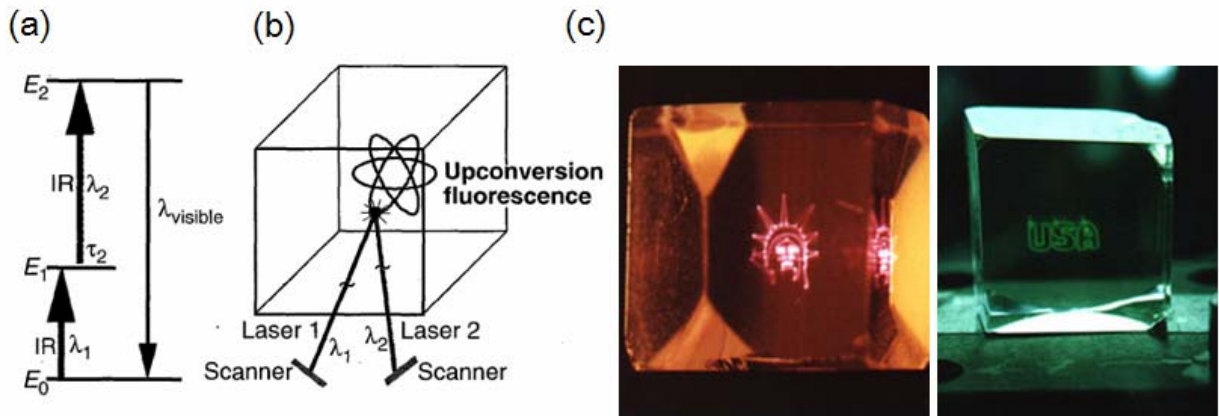 (a)
E₂
IR λ₂
λvisible
τ₂
E₁
IR λ₁
E₀
(b)
Upconversion
fluorescence
Laser 1
Laser 2
λ₁
λ₂
Scanner
Scanner
(c)
USA